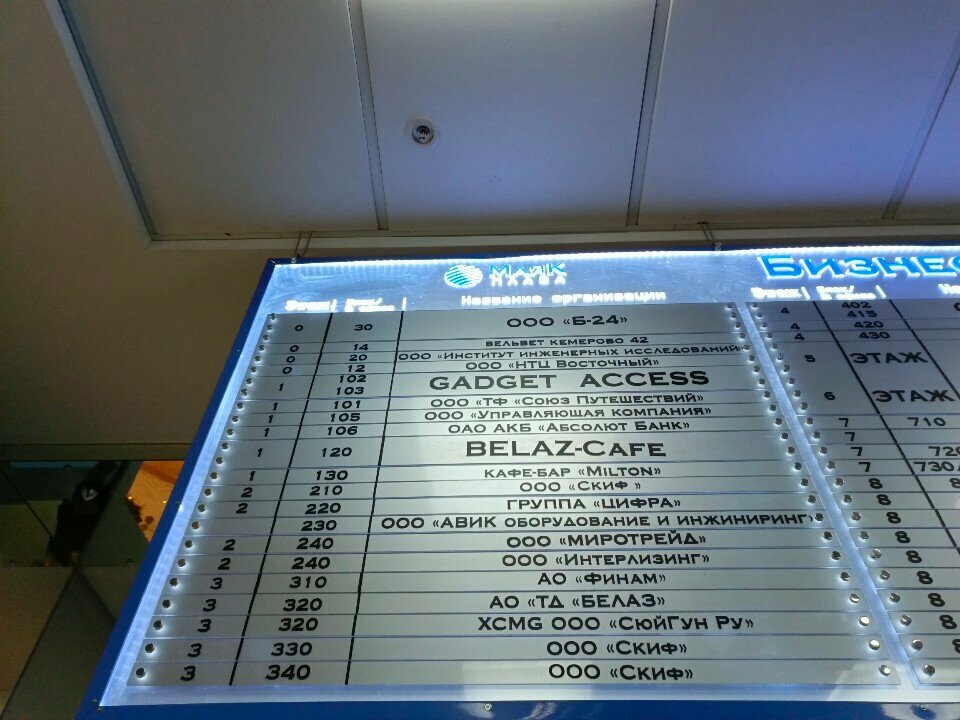 МАЯК
ПЛАЗА
БИЗНЕС
Этаж
Название организации
0 30 ООО «Б-24»
0 14 ВЕЛЬВЕТ КЕМЕРОВО 42
0 20 ООО «ИНСТИТУТ ИНЖЕНЕРНЫХ ИССЛЕДОВАНИЙ»
0 12 ООО «НТЦ ВОСТОЧНЫЙ»
1 102 103 GADGET ACCESS
1 101 ООО «ТФ «СОЮЗ ПУТЕШЕСТВИЙ»
1 105 ООО «УПРАВЛЯЮЩАЯ КОМПАНИЯ»
1 106 ОАО АКБ «АБСОЛЮТ БАНК»
1 120 BELAZ-CAFE
1 130 КАФЕ-БАР «MILTON»
2 210 ООО «СКИФ »
2 220 ГРУППА «ЦИФРА»
230 ООО «АВИК ОБОРУДОВАНИЕ И ИНЖИНИРИНГ»
2 240 ООО «МИРОТРЕЙД»
2 240 ООО «ИНТЕРЛИЗИНГ»
3 310 АО «ФИНАМ»
3 320 АО «ТД «БЕЛАЗ»
3 320 XCMG ООО «СЮЙГУН РУ»
3 330 ООО «СКИФ»
3 340 ООО «СКИФ»
Этаж
4 402
415
4 420
4 430
5 ЭТАЖ
6 ЭТАЖ
7 710
7
7 720
7 730
8
8
8
8
8
8
8
8
8